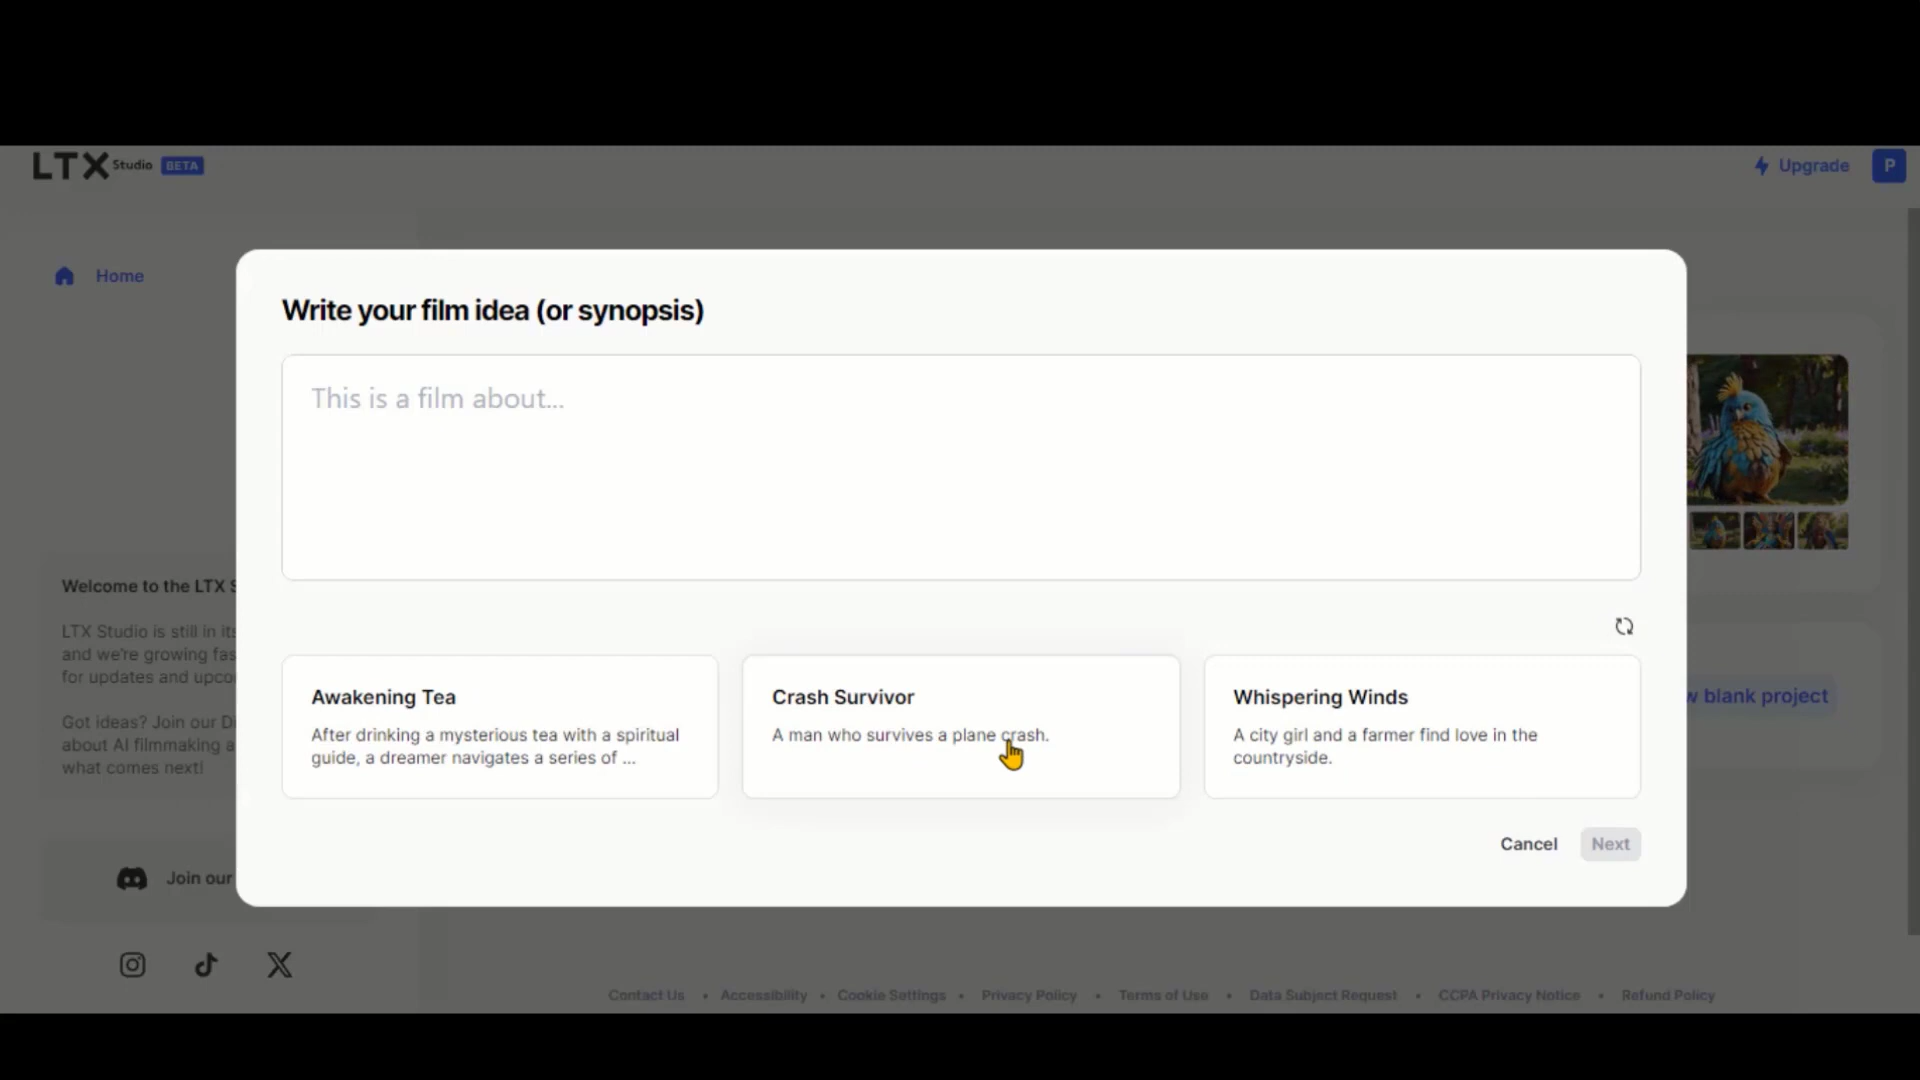 LTX Studio BETA
Upgrade
P
Home
Write your film idea (or synopsis)
This is a film about...
Welcome to the LTX S
LTX Studio is still in its
and we're growing fas
for updates and upco
Got ideas? Join our Di
about AI filmmaking a
what comes next!
Awakening Tea
After drinking a mysterious tea with a spiritual
guide, a dreamer navigates a series of ...
Crash Survivor
A man who survives a plane crash.
Whispering Winds
A city girl and a farmer find love in the
countryside.
w blank project
Cancel
Next
Join our
Contact Us • Accessibility • Cookie Settings • Privacy Policy • Terms of Use • Data Subject Request • CCPA Privacy Notice • Refund Policy